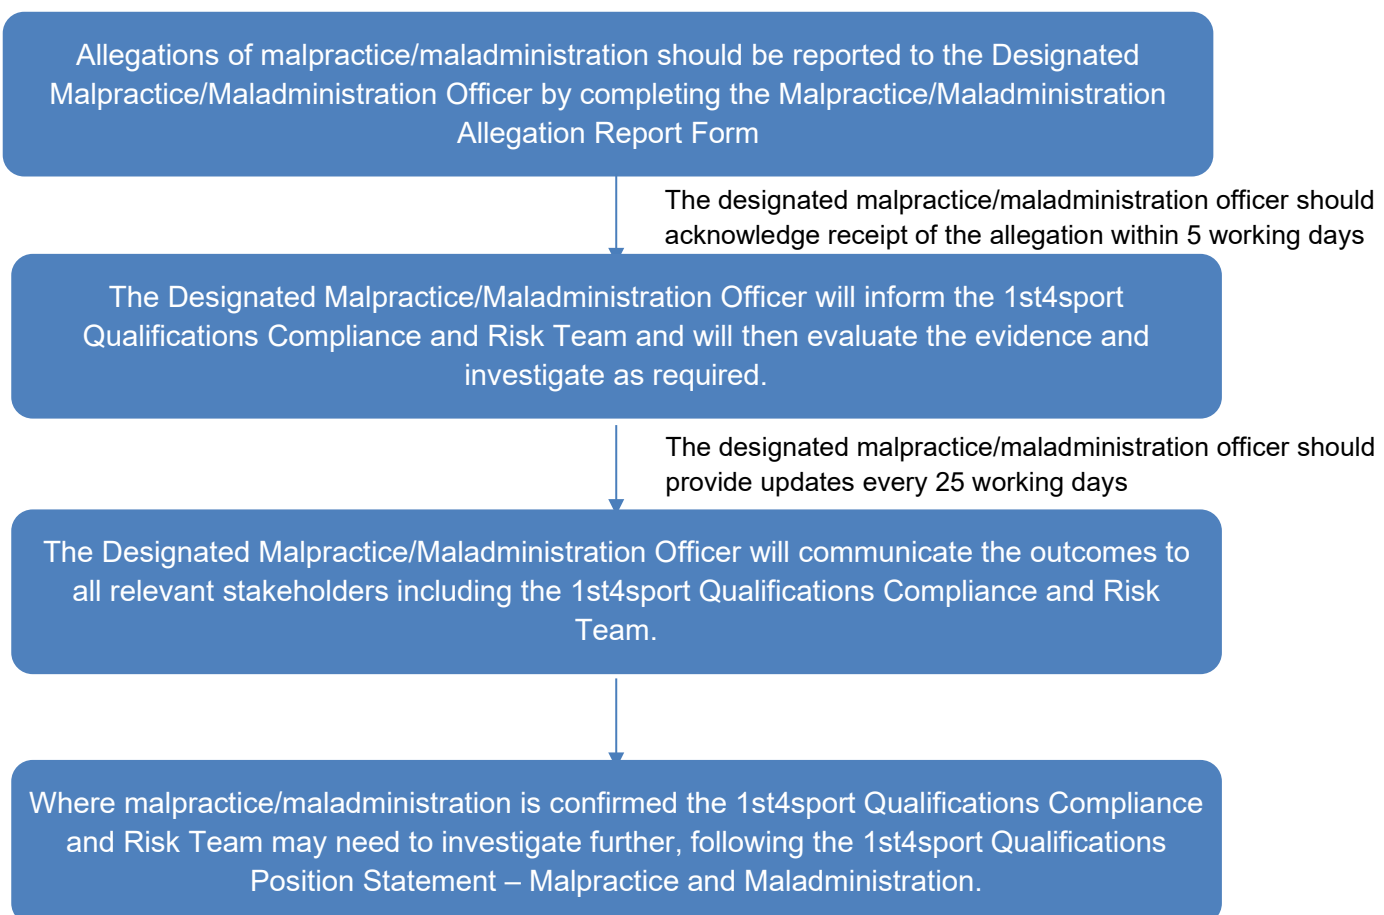 Allegations of malpractice/maladministration should be reported to the Designated
Malpractice/Maladministration Officer by completing the Malpractice/Maladministration
Allegation Report Form
The designated malpractice/maladministration officer should
acknowledge receipt of the allegation within 5 working days
The Designated Malpractice/Maladministration Officer will inform the 1st4sport
Qualifications Compliance and Risk Team and will then evaluate the evidence and
investigate as required.
The designated malpractice/maladministration officer should
provide updates every 25 working days
The Designated Malpractice/Maladministration Officer will communicate the outcomes to
all relevant stakeholders including the 1st4sport Qualifications Compliance and Risk
Team.
Where malpractice/maladministration is confirmed the 1st4sport Qualifications Compliance
and Risk Team may need to investigate further, following the 1st4sport Qualifications
Position Statement – Malpractice and Maladministration.